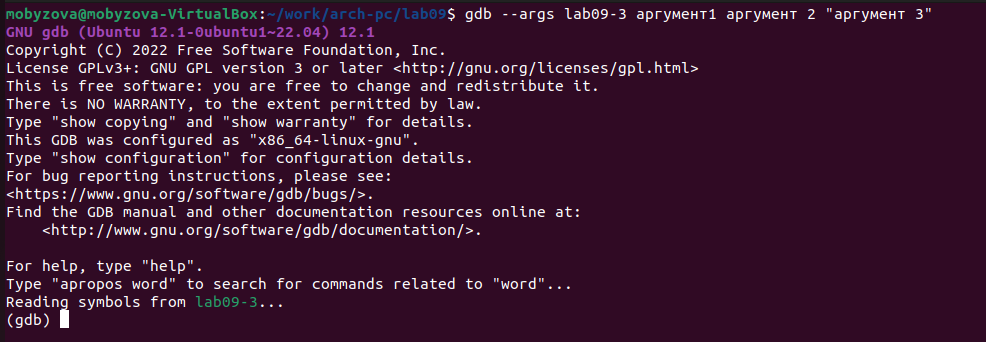 mobyzova@mobyzova-VirtualBox:~/work/arch-pc/lab09$ gdb --args lab09-3 аргумент1 аргумент 2 "аргумент 3"
GNU gdb (Ubuntu 12.1-0ubuntu1~22.04) 12.1
Copyright (C) 2022 Free Software Foundation, Inc.
License GPLv3+: GNU GPL version 3 or later <http://gnu.org/licenses/gpl.html>
This is free software: you are free to change and redistribute it.
There is NO WARRANTY, to the extent permitted by law.
Type "show copying" and "show warranty" for details.
This GDB was configured as "x86_64-linux-gnu".
Type "show configuration" for configuration details.
For bug reporting instructions, please see:
<https://www.gnu.org/software/gdb/bugs/>.
Find the GDB manual and other documentation resources online at:
    <http://www.gnu.org/software/gdb/documentation/>.

For help, type "help".
Type "apropos word" to search for commands related to "word"...
Reading symbols from lab09-3...
(gdb)